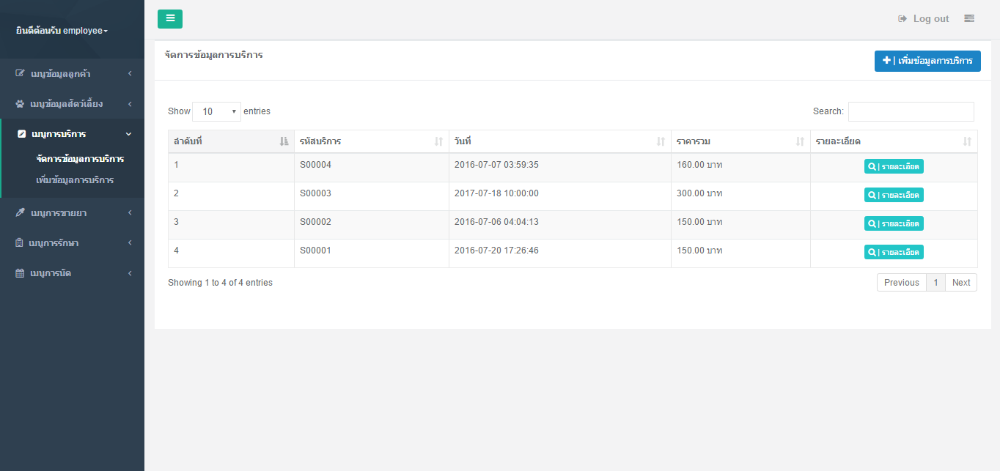 ยินดีต้อนรับ employee
Log out
เมนูข้อมูลลูกค้า
เมนูข้อมูลสัตว์เลี้ยง
เมนูการบริการ
จัดการข้อมูลการบริการ
เพิ่มข้อมูลการบริการ
เมนูการขายยา
เมนูการรักษา
เมนูการนัด
จัดการข้อมูลการบริการ
| เพิ่มข้อมูลการบริการ
Show 10 entries
Search:
ลำดับที่ รหัสบริการ วันที่ ราคารวม รายละเอียด
1 S00004 2016-07-07 03:59:35 160.00 บาท | รายละเอียด
2 S00003 2017-07-18 10:00:00 300.00 บาท | รายละเอียด
3 S00002 2016-07-06 04:04:13 150.00 บาท | รายละเอียด
4 S00001 2016-07-20 17:26:46 150.00 บาท | รายละเอียด
Showing 1 to 4 of 4 entries
Previous 1 Next